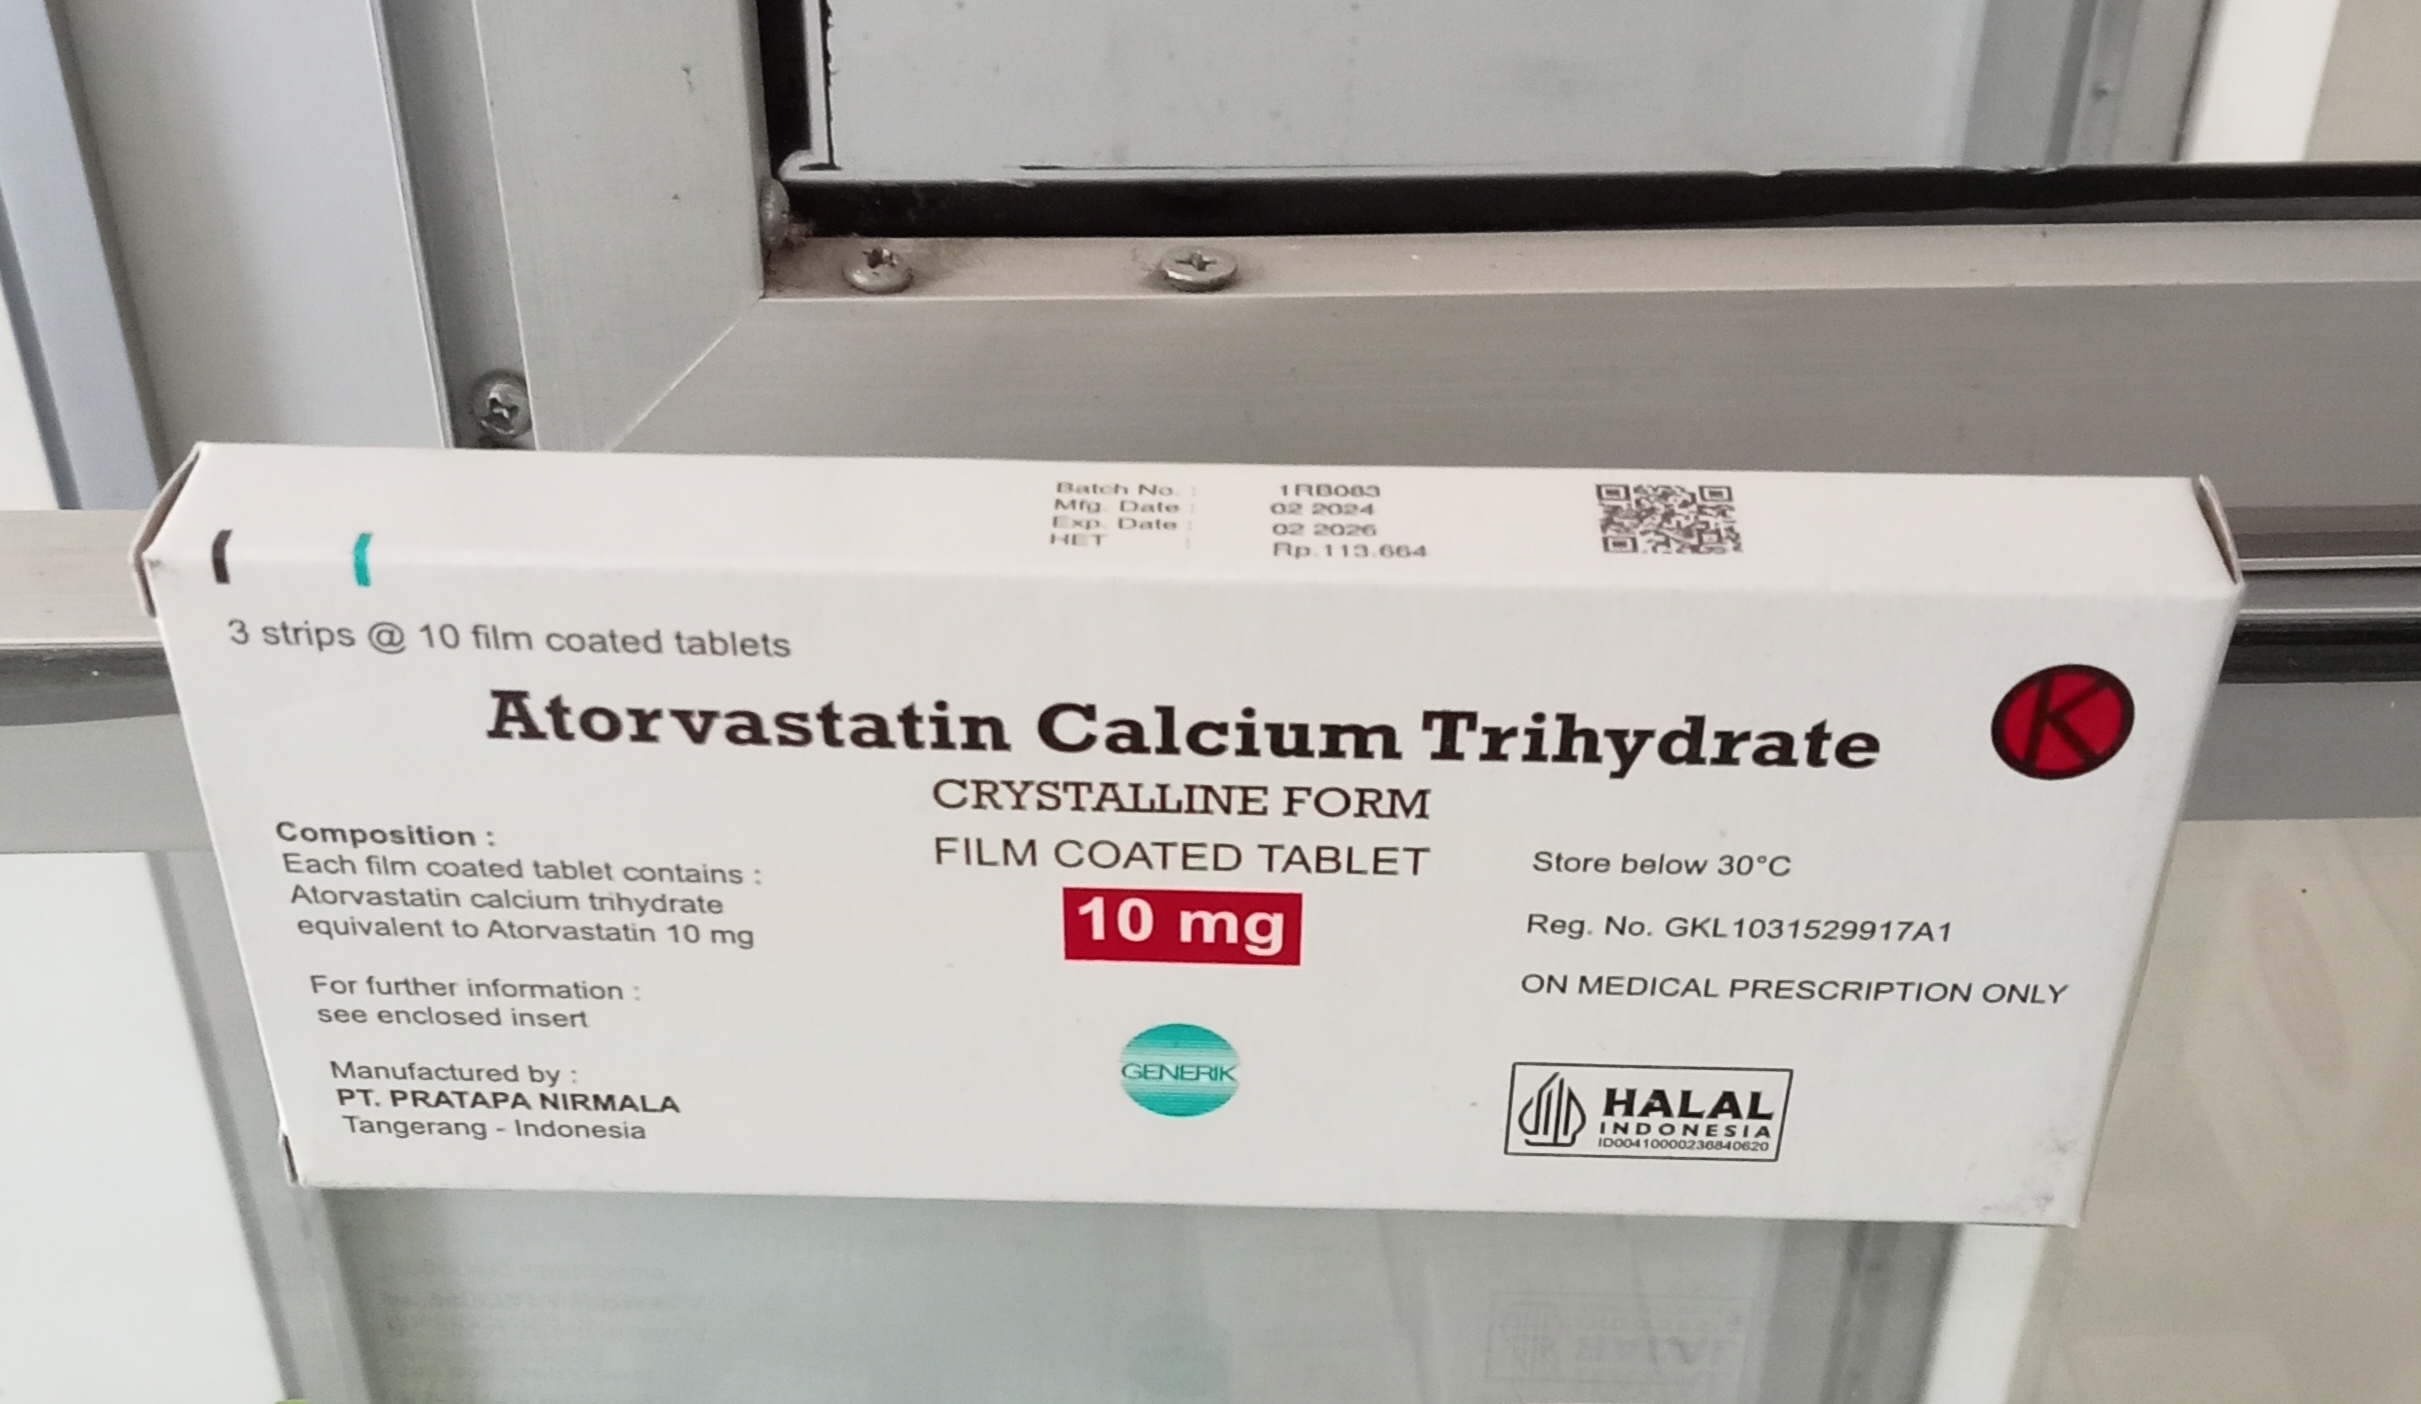 Batch No. : 1RB083
Mfg. Date : 02 2024
Exp. Date : 02 2026
HET : Rp.113.664
3 strips @ 10 film coated tablets
Atorvastatin Calcium Trihydrate
K
CRYSTALLINE FORM
FILM COATED TABLET
10 mg
Composition :
Each film coated tablet contains :
Atorvastatin calcium trihydrate
equivalent to Atorvastatin 10 mg
For further information :
see enclosed insert
Manufactured by :
PT. PRATAPA NIRMALA
Tangerang - Indonesia
GENERIK
Store below 30°C
Reg. No. GKL1031529917A1
ON MEDICAL PRESCRIPTION ONLY
HALAL
INDONESIA
ID00410000236840620